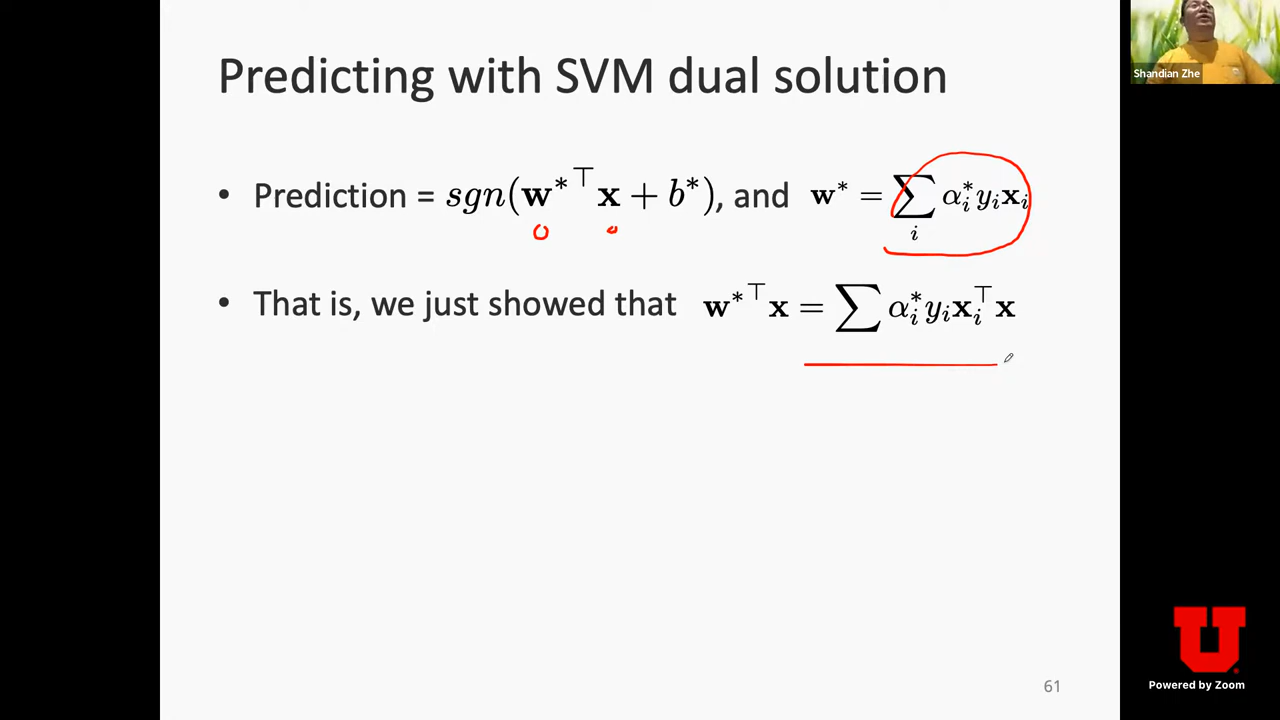 Predicting with SVM dual solution
Shandian Zhe
• Prediction = sgn(w*⊤x + b*), and w* = ∑ᵢ αᵢ*yᵢxᵢ
• That is, we just showed that w*⊤x = ∑ αᵢ*yᵢxᵢ⊤x
61
U
Powered by Zoom